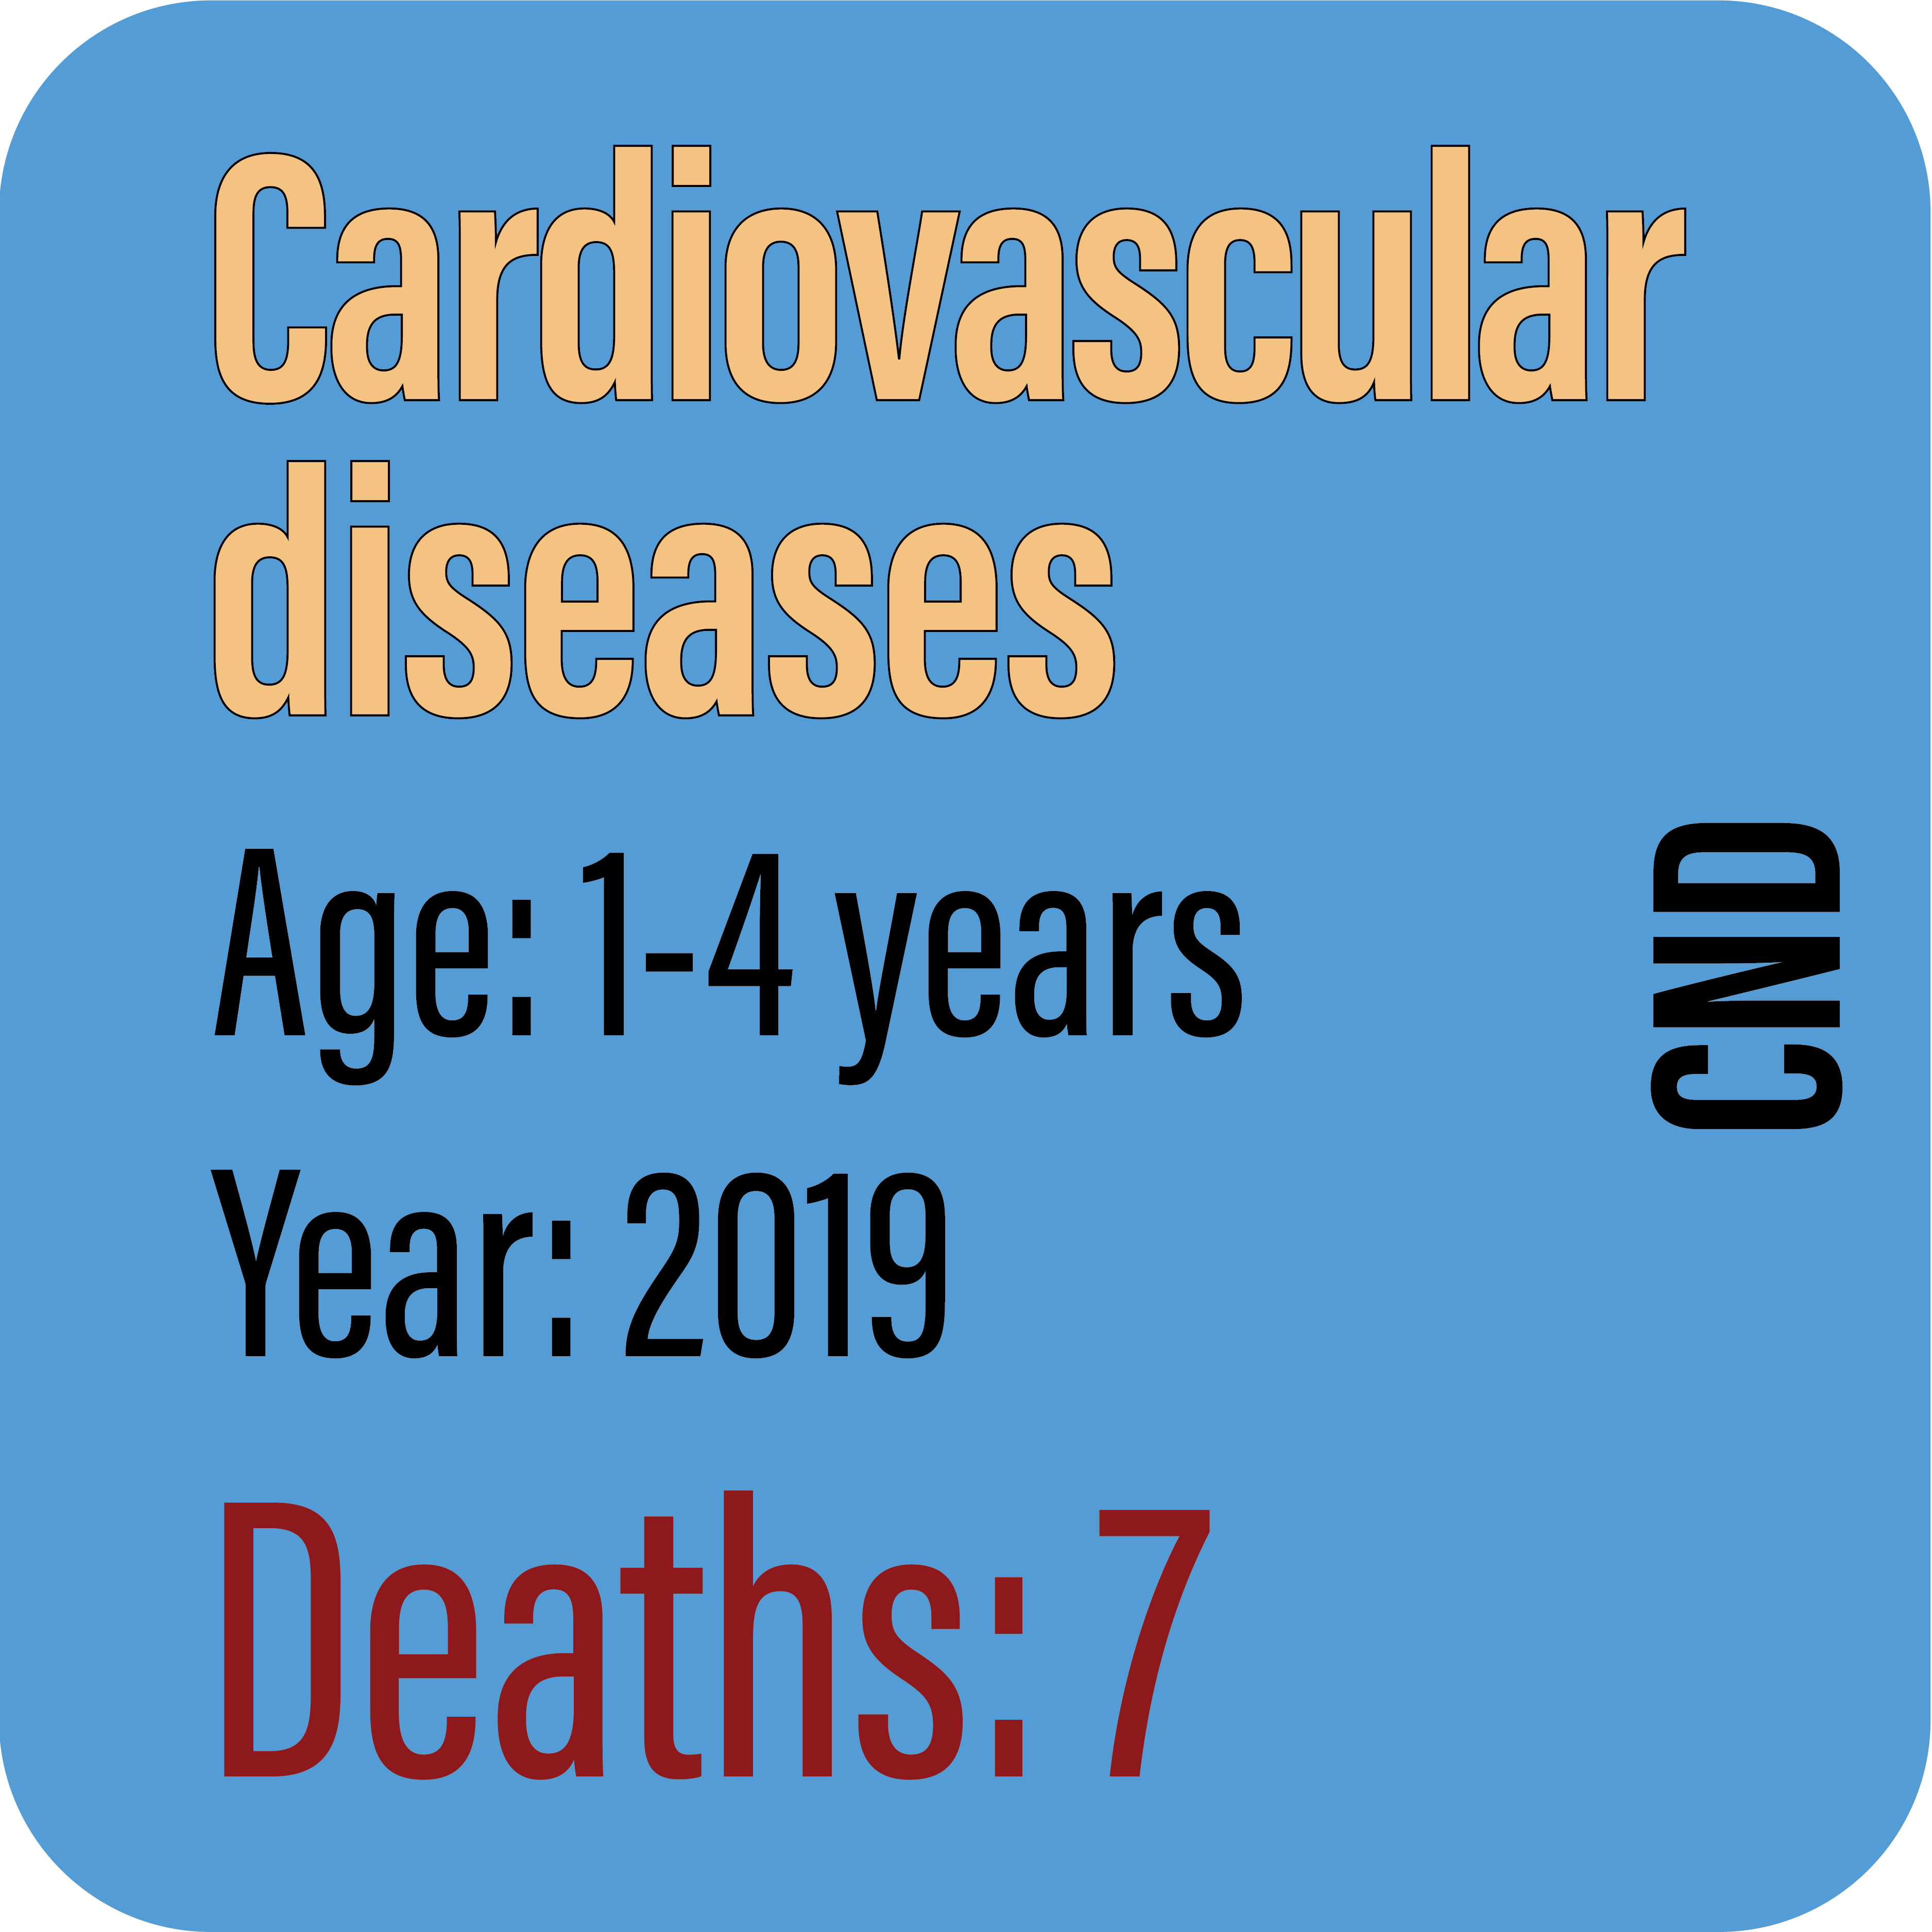 Cardiovascular
diseases
Age: 1-4 years
CND
Year: 2019
Deaths: 7